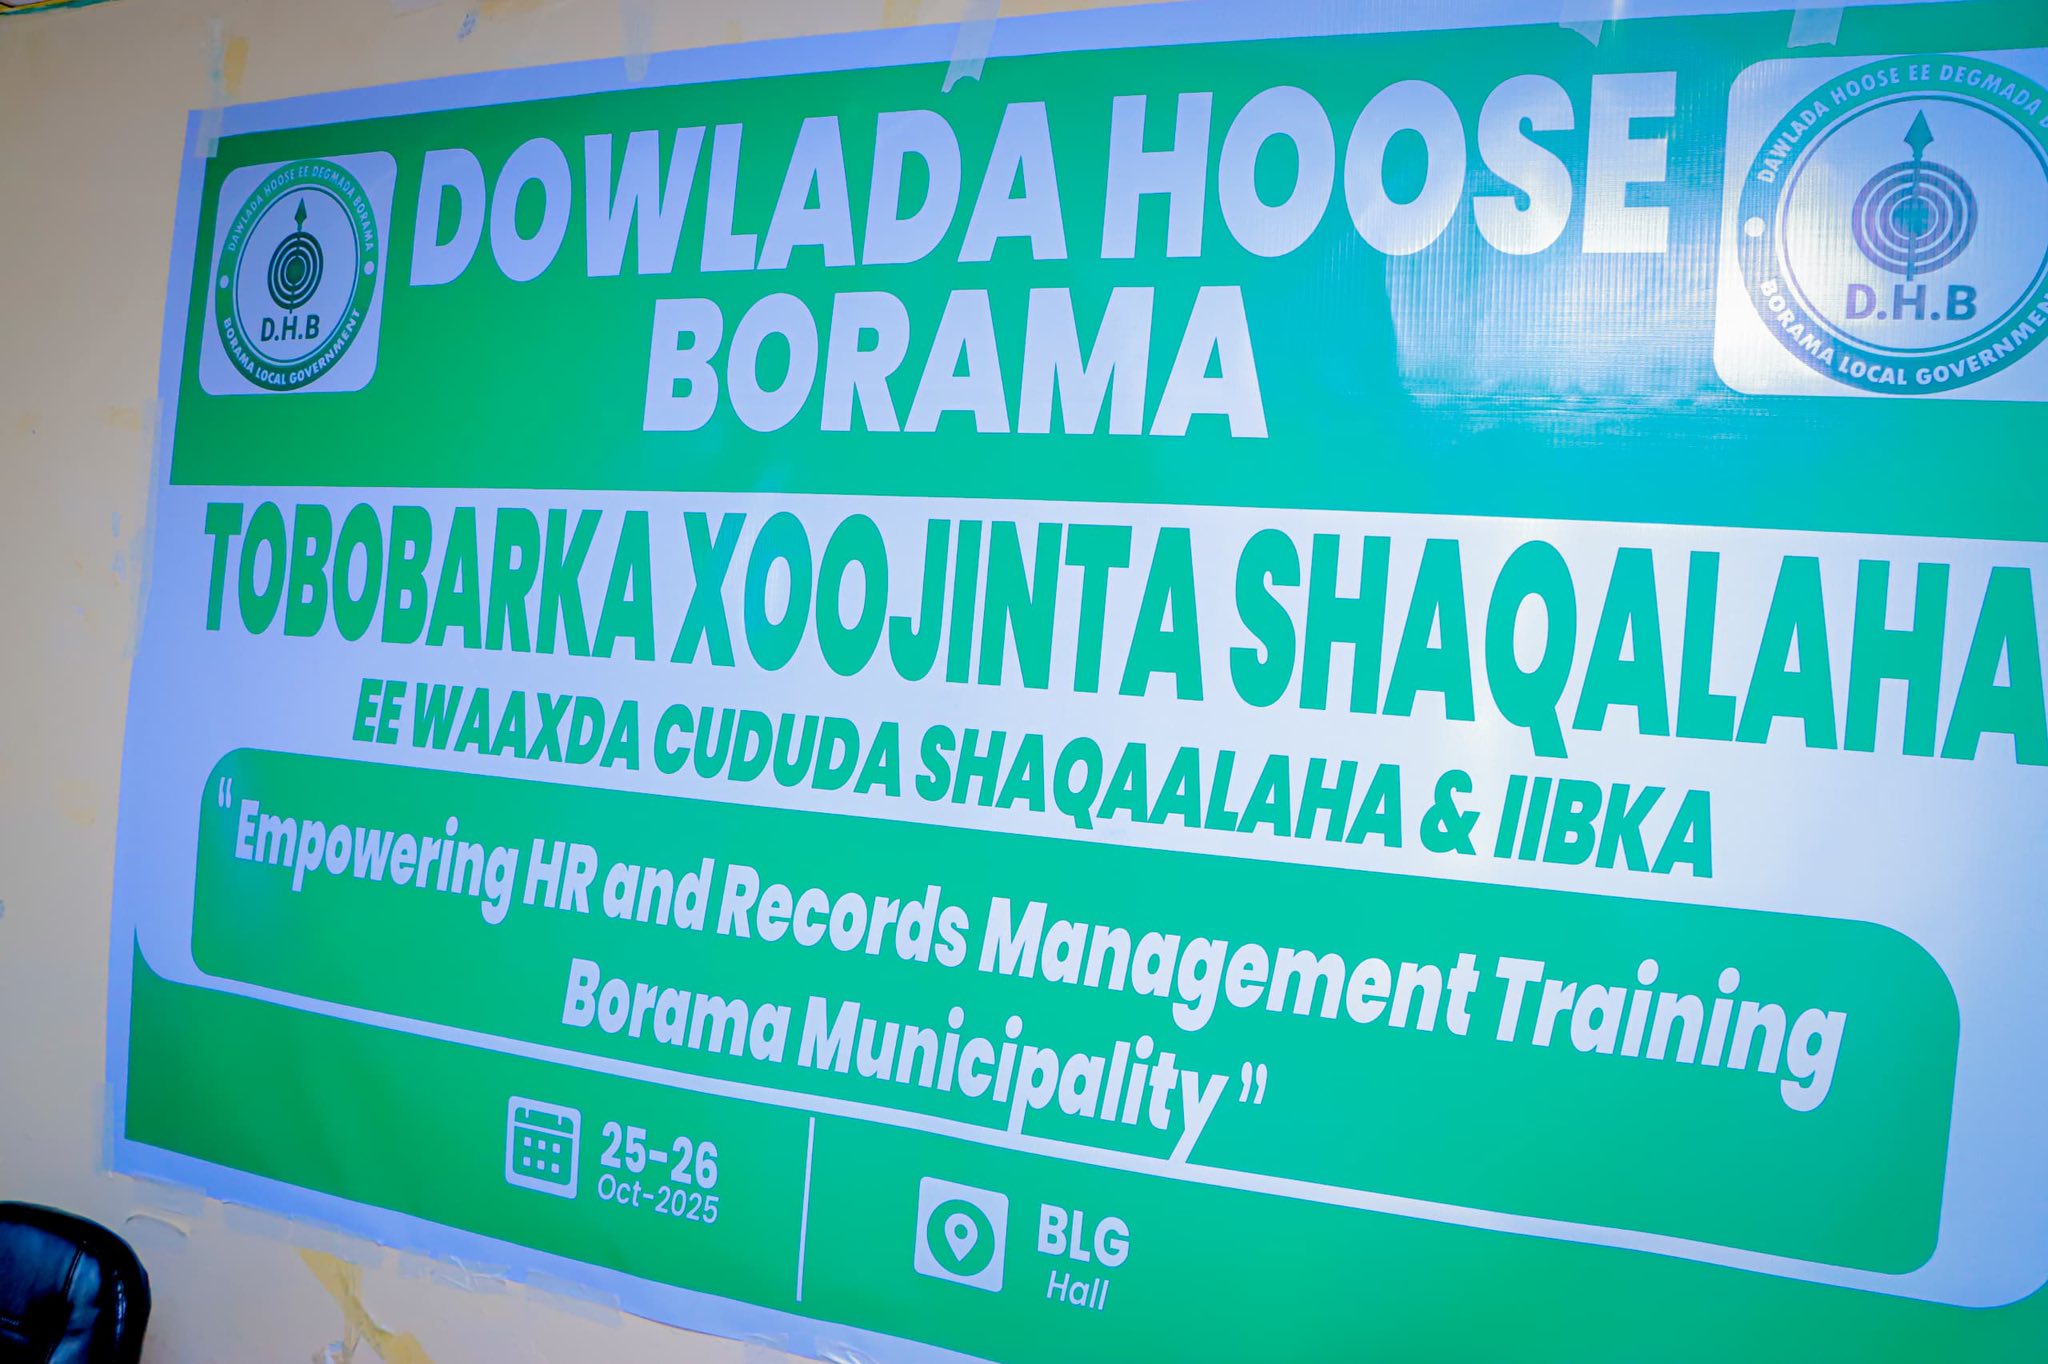 DOWLADA HOOSE
BORAMA
DAWLADA HOOSE EE DEGMADA BORAMA
D.H.B
BORAMA LOCAL GOVERNMENT
DAWLADA HOOSE EE DEGMADA
D.H.B
BORAMA LOCAL
TOBOBARKA XOOJINTA SHAQALAHA
EE WAAXDA CUDUDA SHAQAALAHA & IIBKA
“Empowering HR and Records Management Training
Borama Municipality”
25-26
Oct-2025
BLG
Hall